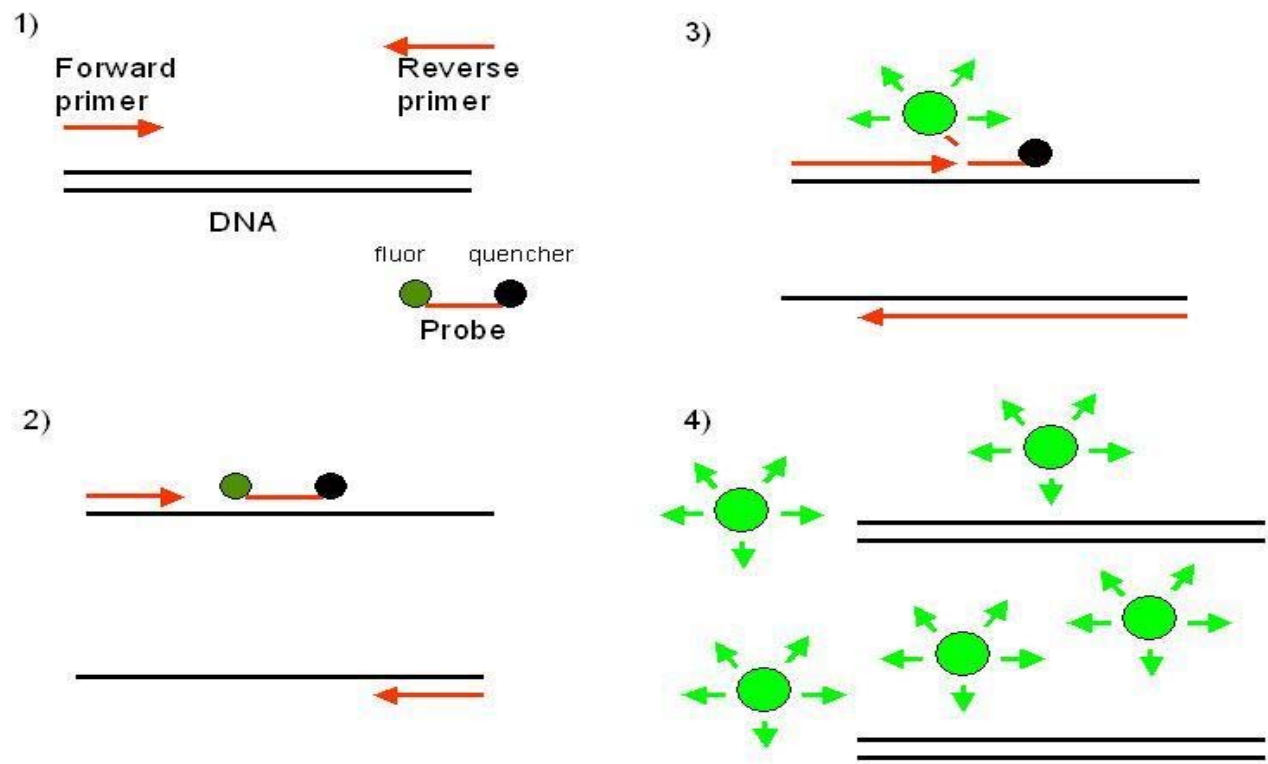 1)
Forward
primer
Reverse
primer
DNA
fluor quencher
Probe
2)
3)
4)